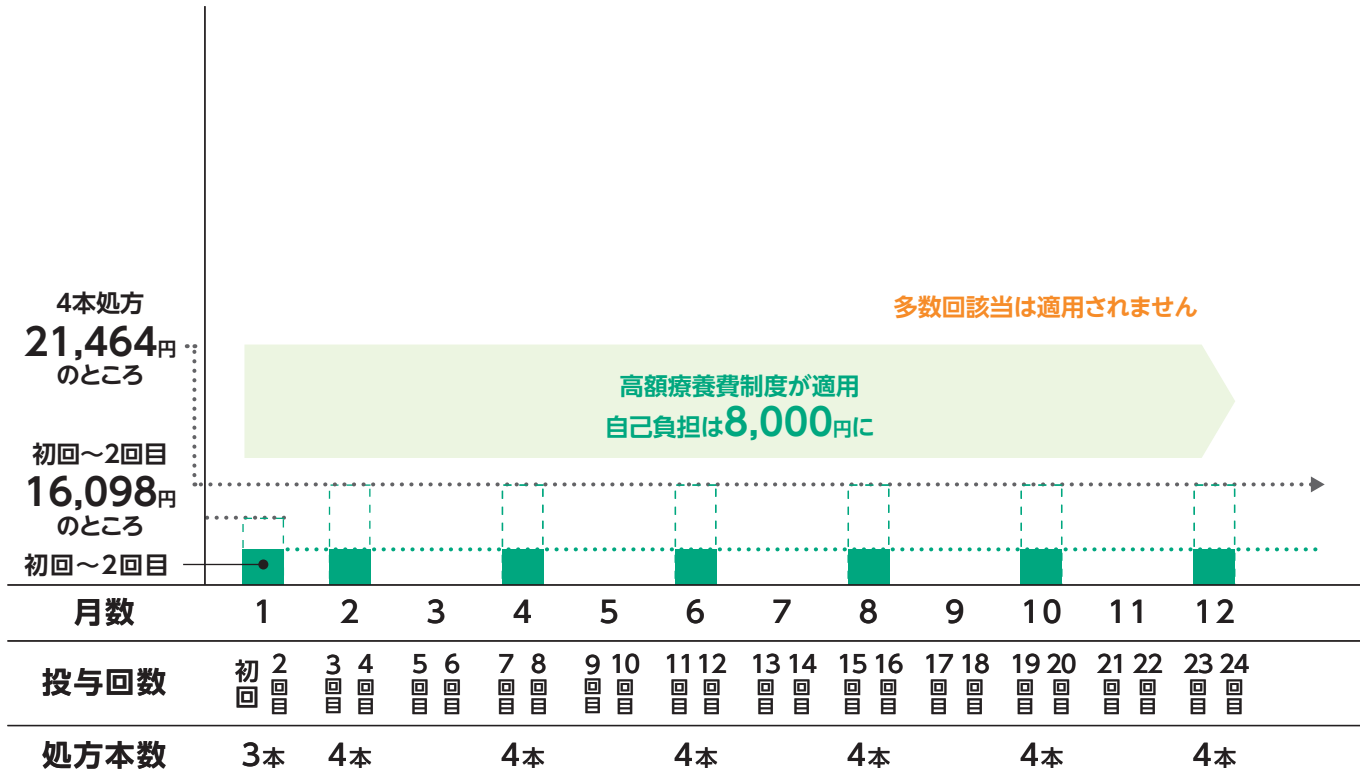 4本処方
21,464円
のところ
多数回該当は適用されません
高額療養費制度が適用
自己負担は8,000円に
初回〜2回目
16,098円
のところ
初回〜2回目
月数 1 2 3 4 5 6 7 8 9 10 11 12
投与回数 初回 2回目 3回目 4回目 5回目 6回目 7回目 8回目 9回目 10回目 11回目 12回目 13回目 14回目 15回目 16回目 17回目 18回目 19回目 20回目 21回目 22回目 23回目 24回目
処方本数 3本 4本 4本 4本 4本 4本 4本